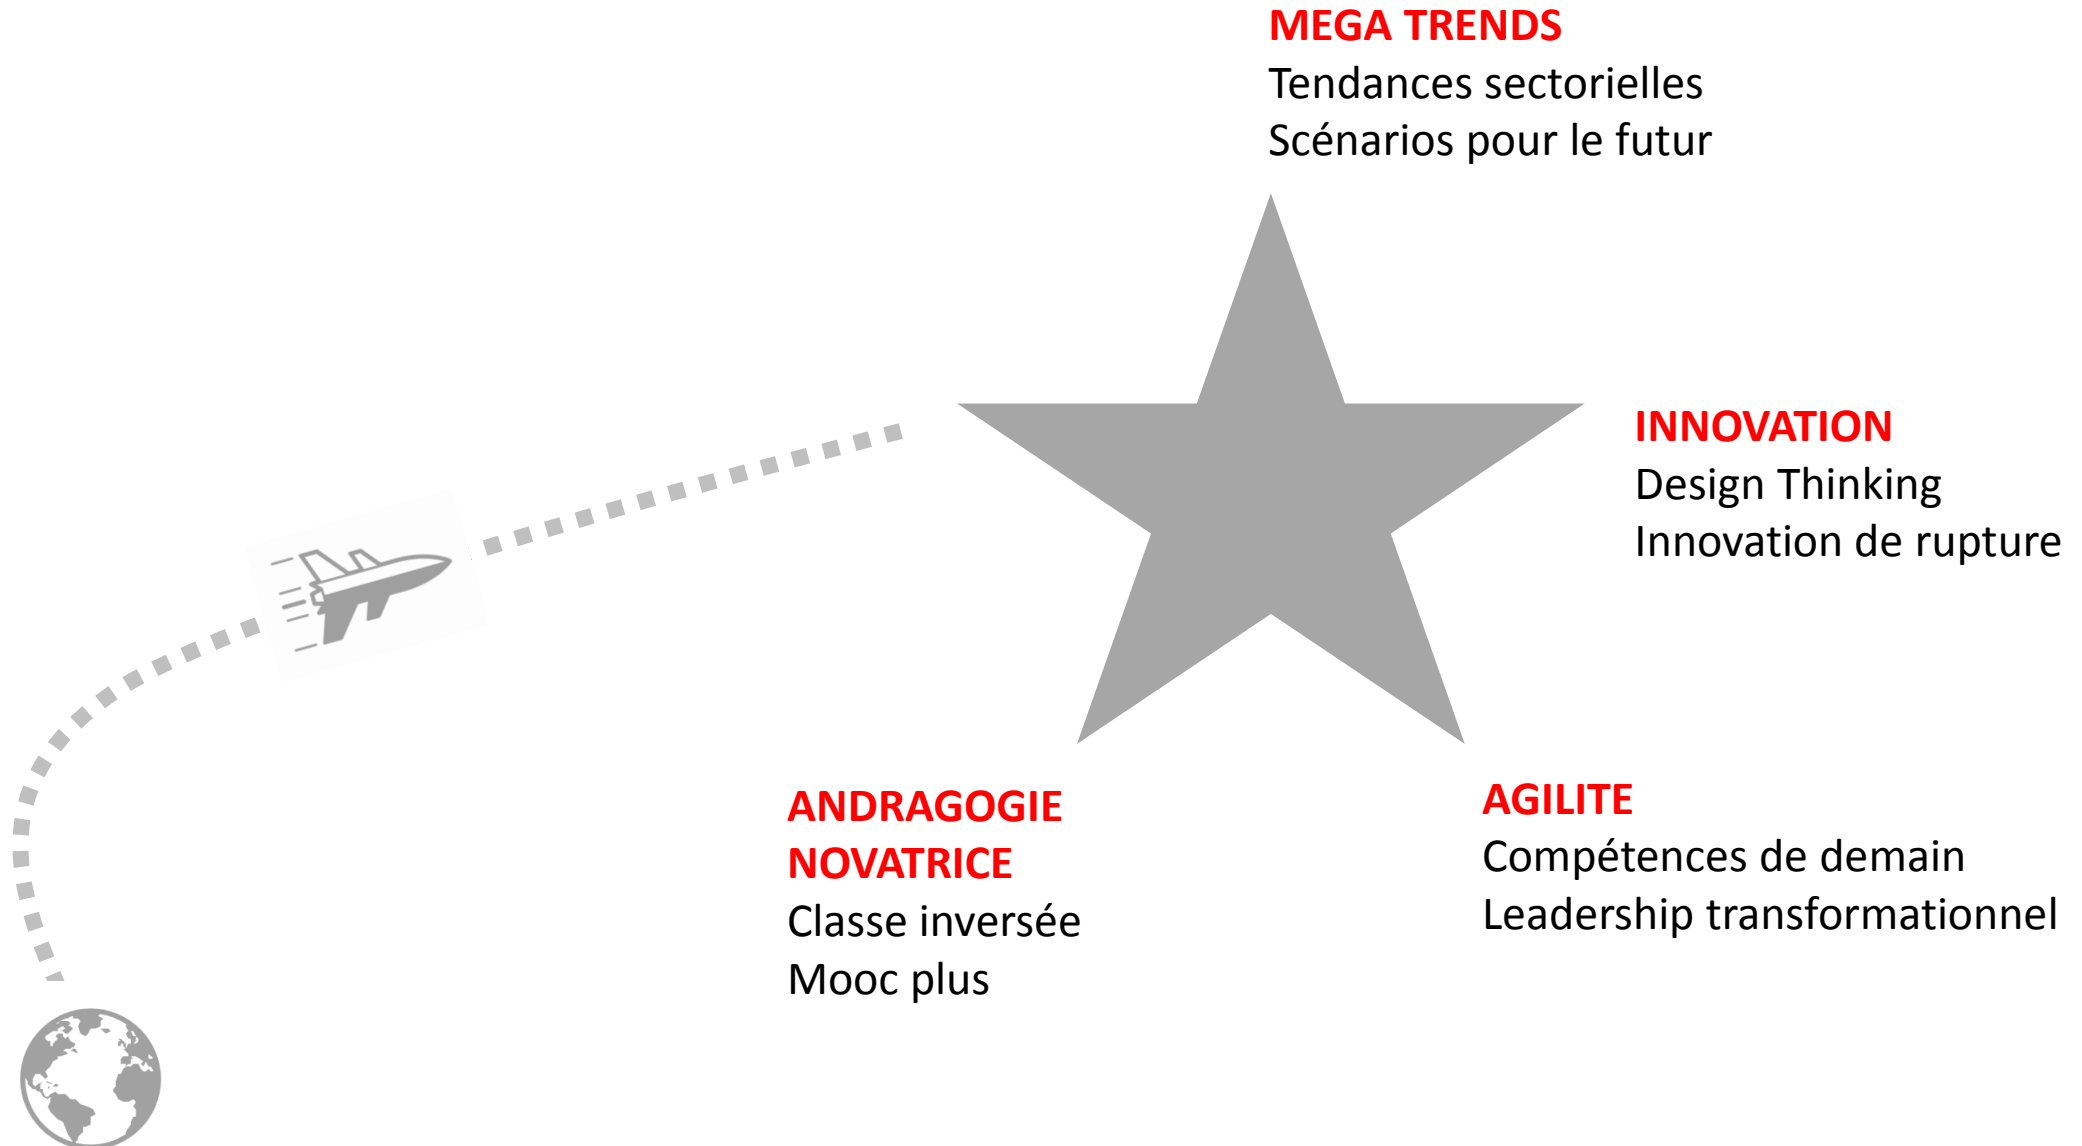 MEGA TRENDS
Tendances sectorielles
Scénarios pour le futur
INNOVATION
Design Thinking
Innovation de rupture
AGILITE
Compétences de demain
Leadership transformationnel
ANDRAGOGIE
NOVATRICE
Classe inversée
Mooc plus